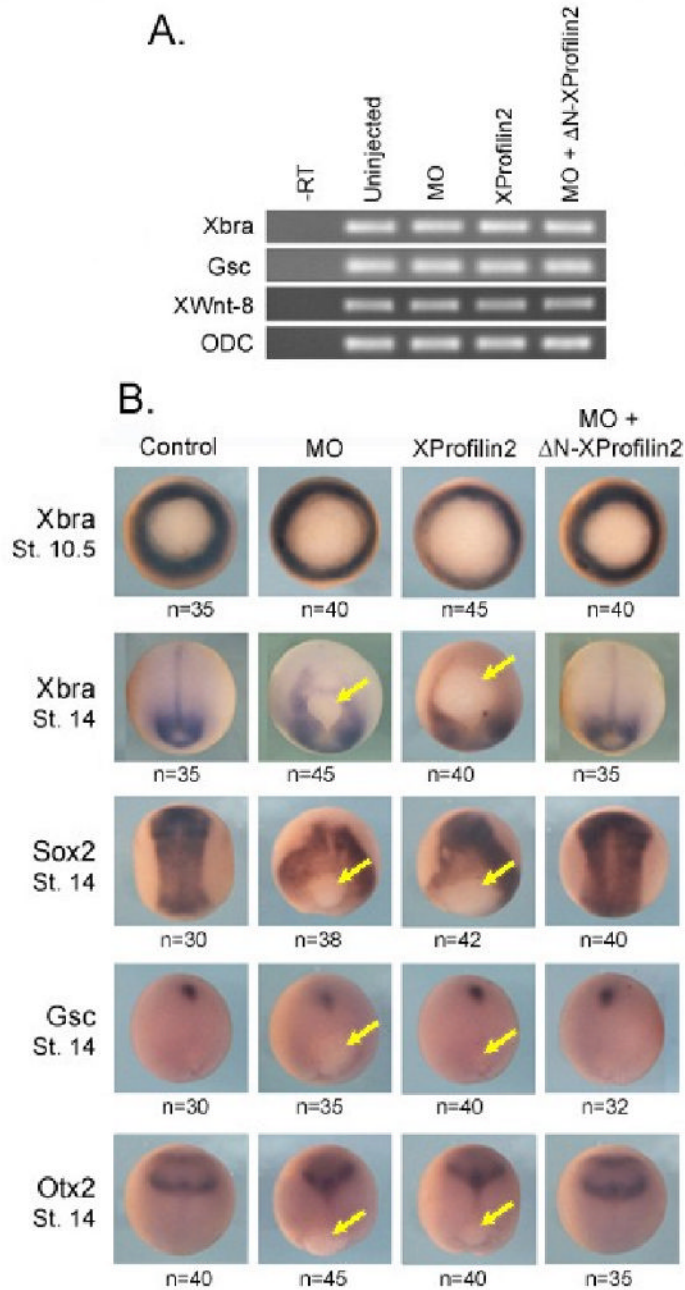 A.
-RT
Uninjected
MO
XProfilin2
MO + ΔN-XProfilin2
Xbra
Gsc
XWnt-8
ODC
B.
Control MO XProfilin2 MO +
ΔN-XProfilin2
Xbra
St. 10.5
n=35 n=40 n=45 n=40
Xbra
St. 14
n=35 n=45 n=40 n=35
Sox2
St. 14
n=30 n=38 n=42 n=40
Gsc
St. 14
n=30 n=35 n=40 n=32
Otx2
St. 14
n=40 n=45 n=40 n=35